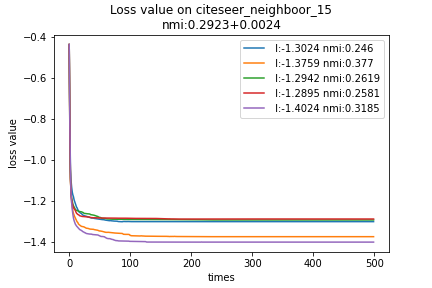 Loss value on citeseer_neighboor_15
nmi:0.2923+0.0024
l:-1.3024 nmi:0.246
l:-1.3759 nmi:0.377
l:-1.2942 nmi:0.2619
l:-1.2895 nmi:0.2581
l:-1.4024 nmi:0.3185
loss value
−0.4
−0.6
−0.8
−1.0
−1.2
−1.4
0 100 200 300 400 500
times